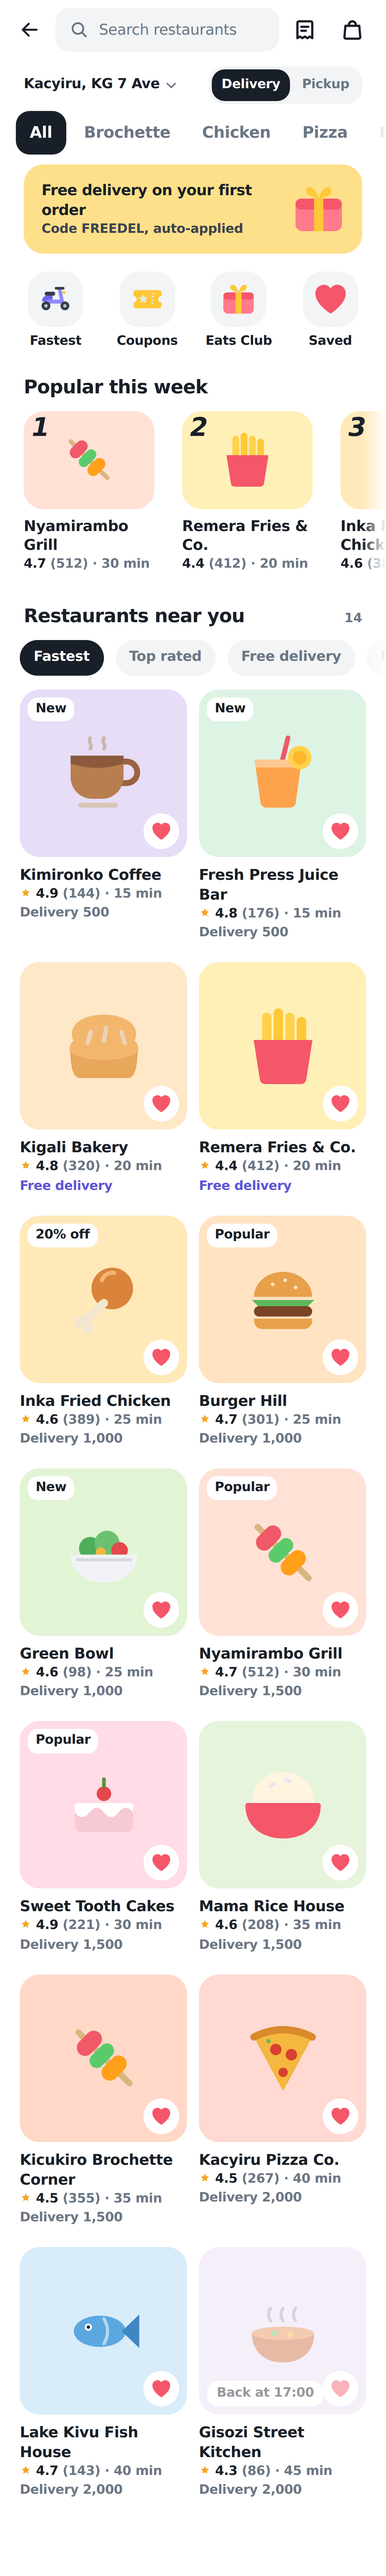 Search restaurants
Kacyiru, KG 7 Ave
Delivery
Pickup
All
Brochette
Chicken
Pizza
Free delivery on your first
order
Code FREEDEL, auto-applied
Fastest
Coupons
Eats Club
Saved
Popular this week
1
2
3
Nyamirambo
Grill
4.7 (512) · 30 min
Remera Fries &
Co.
4.4 (412) · 20 min
Inka
Chick
4.6 (38
Restaurants near you
14
Fastest
Top rated
Free delivery
New
Kimironko Coffee
4.9 (144) · 15 min
Delivery 500
New
Fresh Press Juice
Bar
4.8 (176) · 15 min
Delivery 500
Kigali Bakery
4.8 (320) · 20 min
Free delivery
Remera Fries & Co.
4.4 (412) · 20 min
Free delivery
20% off
Inka Fried Chicken
4.6 (389) · 25 min
Delivery 1,000
Popular
Burger Hill
4.7 (301) · 25 min
Delivery 1,000
New
Green Bowl
4.6 (98) · 25 min
Delivery 1,000
Popular
Nyamirambo Grill
4.7 (512) · 30 min
Delivery 1,500
Popular
Sweet Tooth Cakes
4.9 (221) · 30 min
Delivery 1,500
Mama Rice House
4.6 (208) · 35 min
Delivery 1,500
Kicukiro Brochette
Corner
4.5 (355) · 35 min
Delivery 1,500
Kacyiru Pizza Co.
4.5 (267) · 40 min
Delivery 2,000
Lake Kivu Fish
House
4.7 (143) · 40 min
Delivery 2,000
Back at 17:00
Gisozi Street
Kitchen
4.3 (86) · 45 min
Delivery 2,000